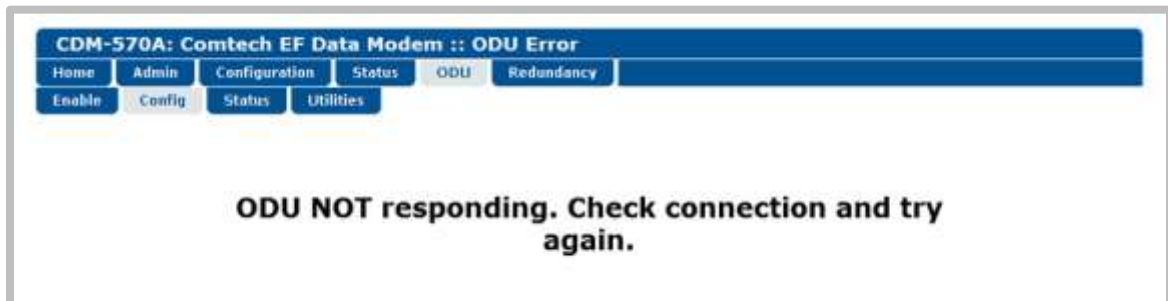 CDM-570A: Comtech EF Data Modem :: ODU Error
Home Admin Configuration Status ODU Redundancy
Enable Config Status Utilities
ODU NOT responding. Check connection and try
again.